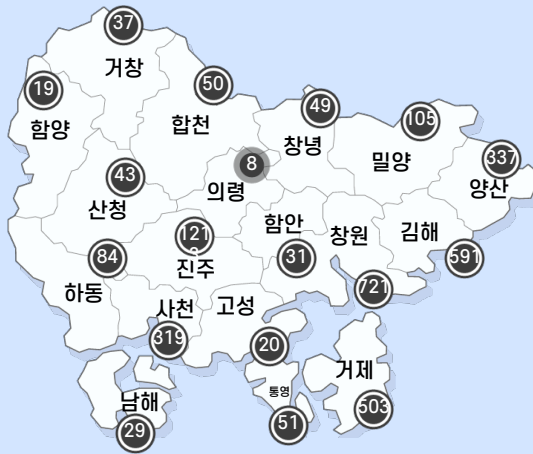 37
거창
19
함양
50
합천
49
창녕
105
밀양
337
양산
43
산청
8
의령
함안
31
창원
721
김해
591
84
하동
121
진주
사천
319
고성
20
통영
51
거제
503
남해
29